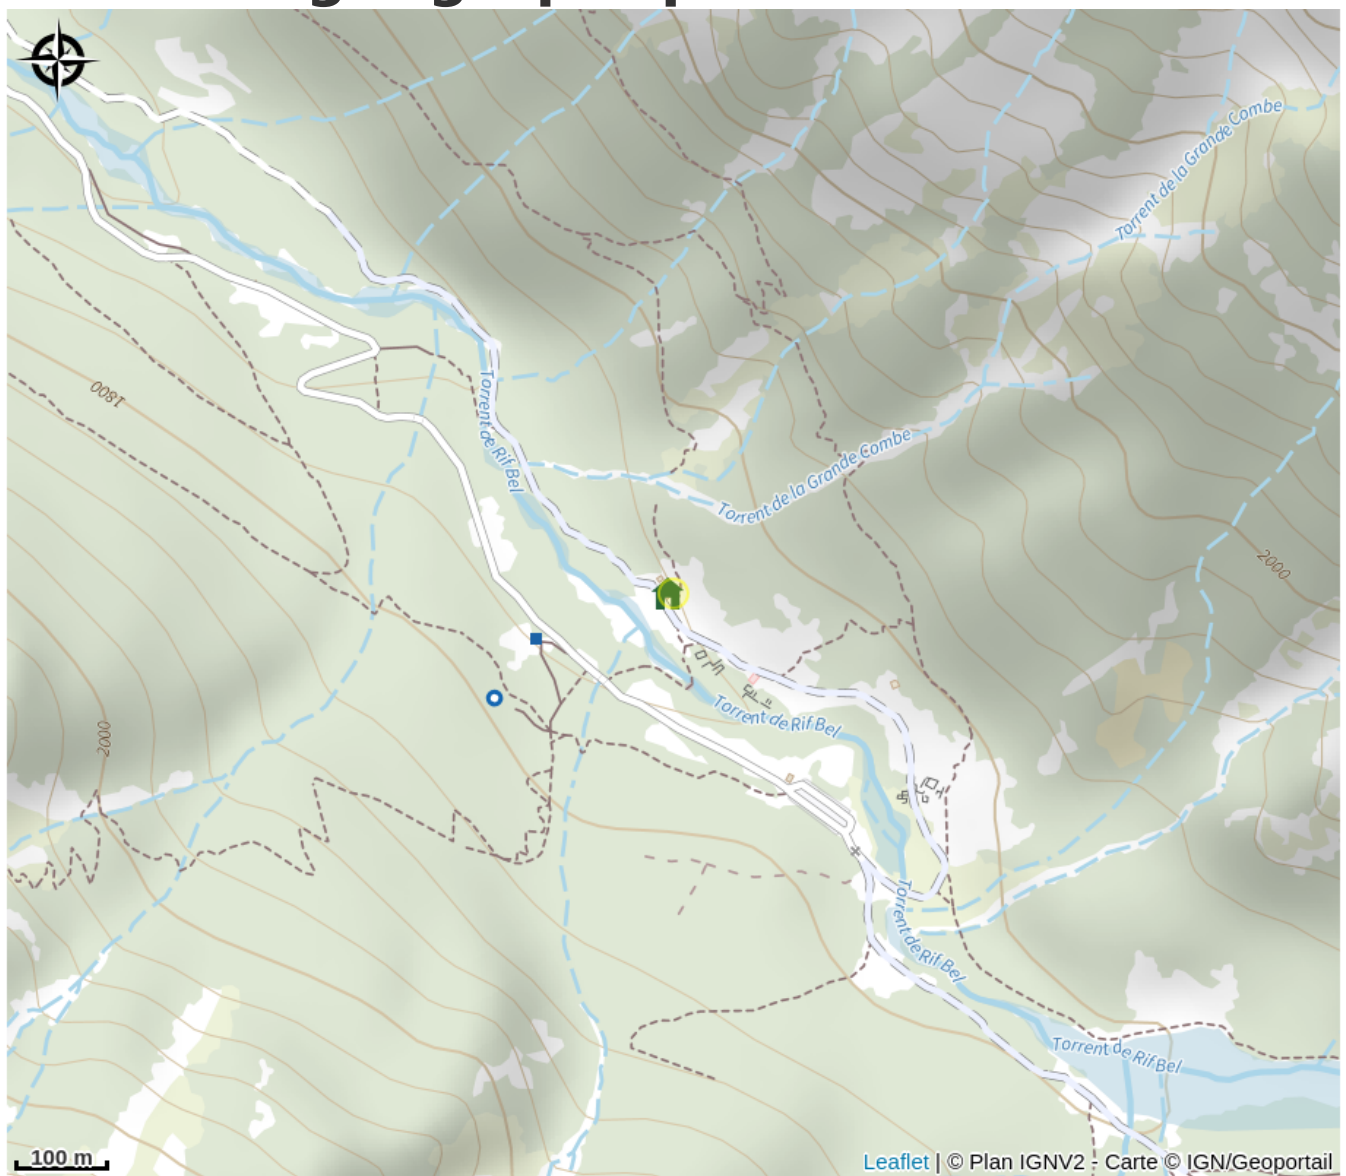 Torrent de la Grande Combe
1800
Torrent de Rif Bel
Torrent de la Grande Combe
2000
Torrent de Rif Bel
2000
Torrent de Rif Bel
Torrent de Rif Bel
100 m
Leaflet | © Plan IGNV2 - Carte © IGN/Geoportail